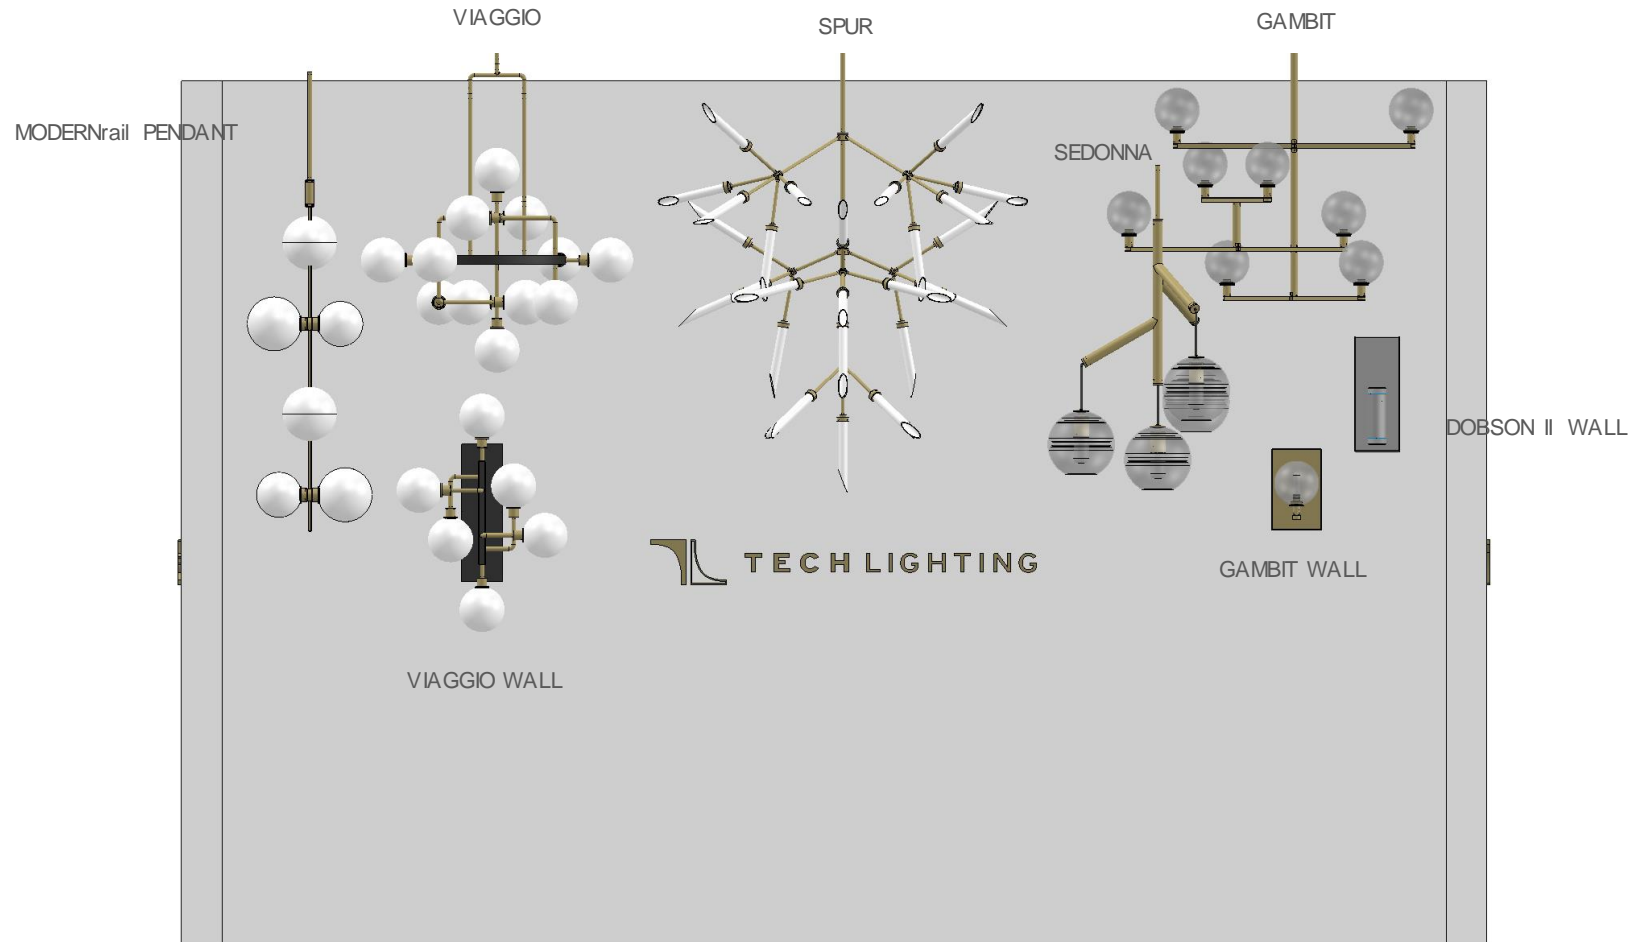 VIAGGIO
SPUR
GAMBIT
MODERNrail PENDANT
SEDONNA
DOBSON II WALL
TECH LIGHTING
GAMBIT WALL
VIAGGIO WALL